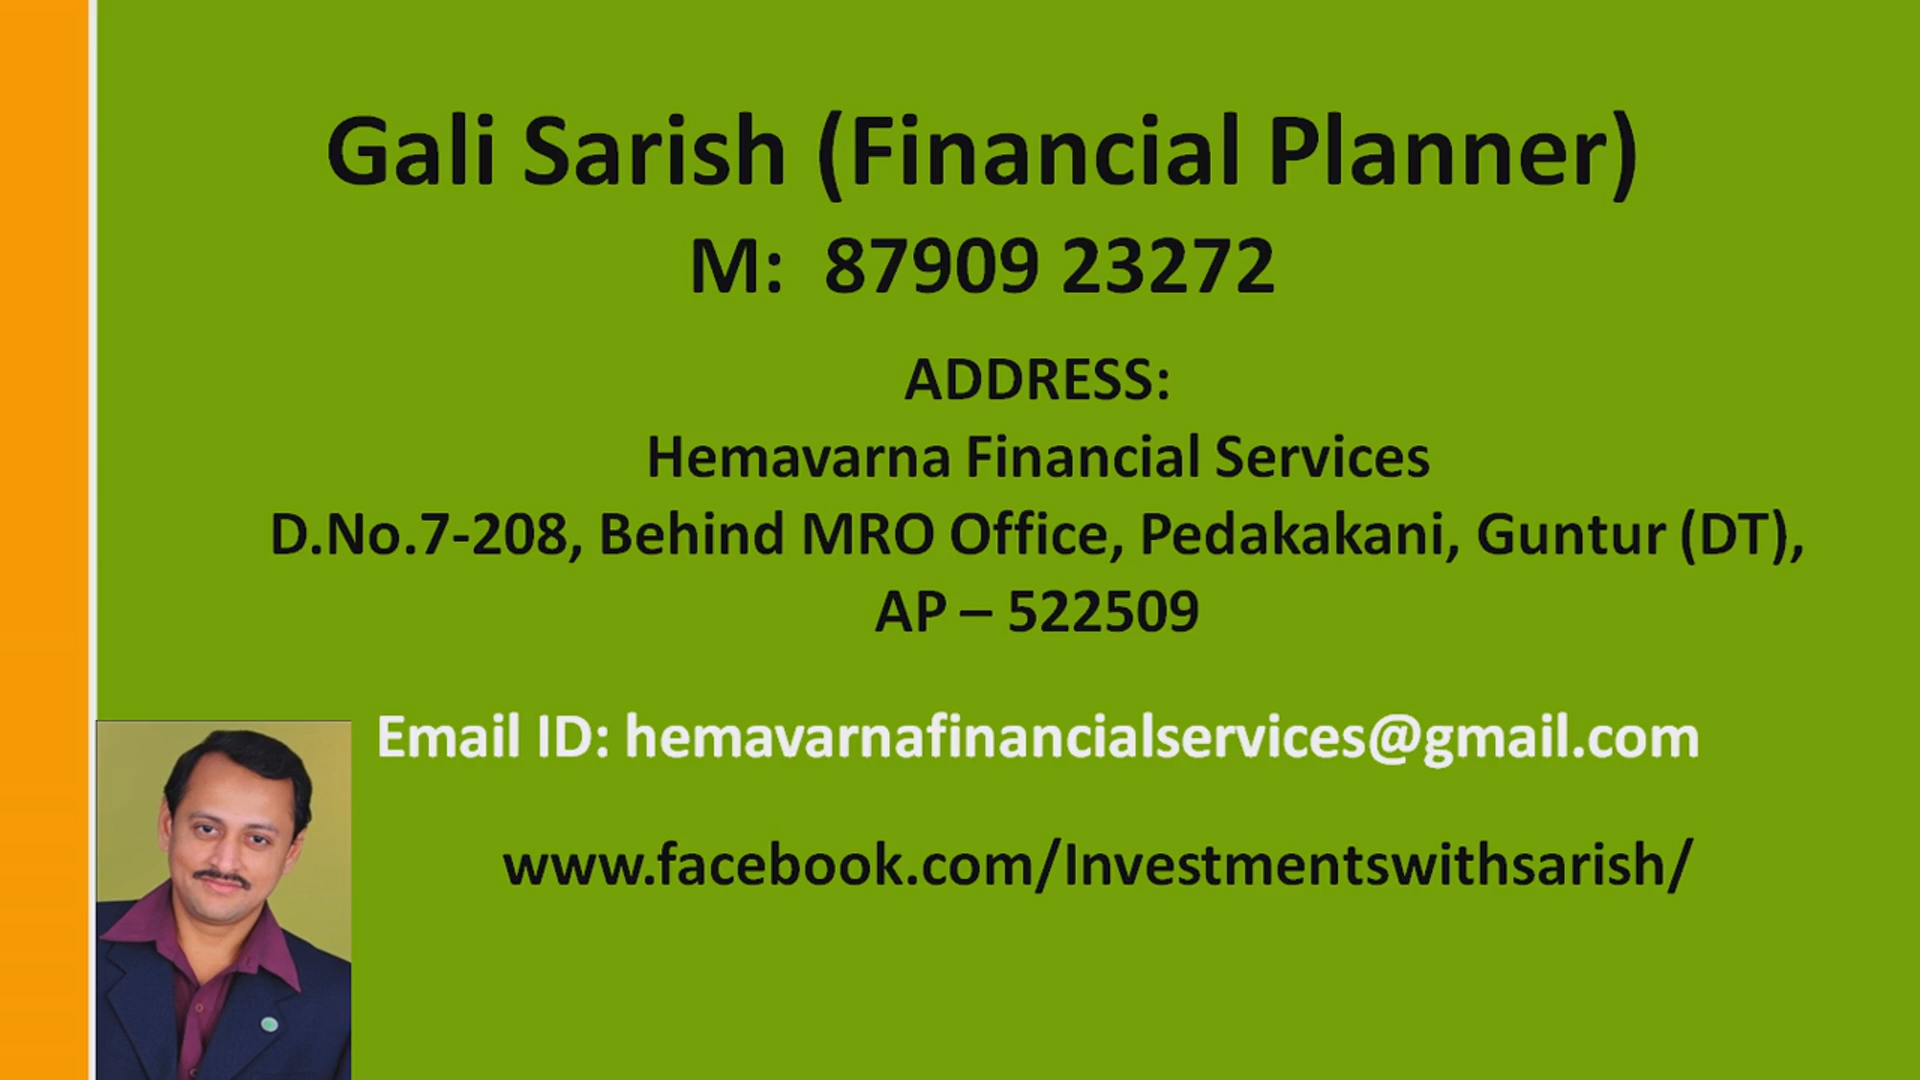 Gali Sarish (Financial Planner)
M: 87909 23272
ADDRESS:
Hemavarna Financial Services
D.No.7-208, Behind MRO Office, Pedakakani, Guntur (DT),
AP – 522509
Email ID: hemavarnafinancialservices@gmail.com
www.facebook.com/Investmentswithsarish/